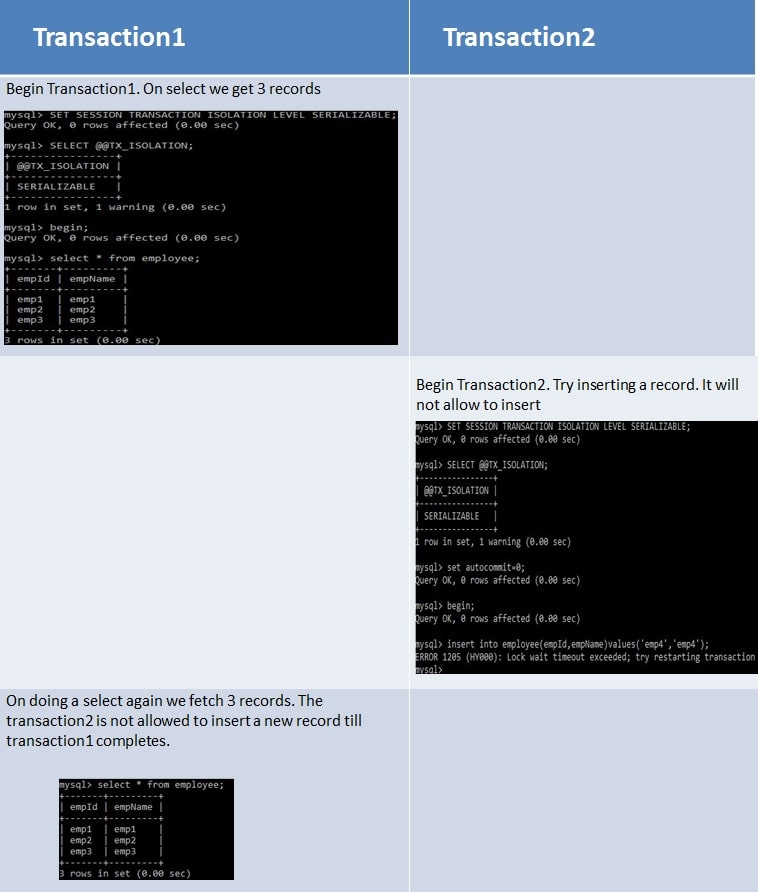 Transaction1
Transaction2
Begin Transaction1. On select we get 3 records
mysql> SET SESSION TRANSACTION ISOLATION LEVEL SERIALIZABLE;
Query OK, 0 rows affected (0.00 sec)
mysql> SELECT @@TX_ISOLATION;
+----------------+
| @@TX_ISOLATION |
+----------------+
| SERIALIZABLE   |
+----------------+
1 row in set, 1 warning (0.00 sec)
mysql> begin;
Query OK, 0 rows affected (0.00 sec)
mysql> select * from employee;
+-------+---------+
| empId | empName |
+-------+---------+
| emp1  | emp1    |
| emp2  | emp2    |
| emp3  | emp3    |
+-------+---------+
3 rows in set (0.00 sec)
Begin Transaction2. Try inserting a record. It will
not allow to insert
mysql> SET SESSION TRANSACTION ISOLATION LEVEL SERIALIZABLE;
Query OK, 0 rows affected (0.00 sec)
mysql> SELECT @@TX_ISOLATION;
+----------------+
| @@TX_ISOLATION |
+----------------+
| SERIALIZABLE   |
+----------------+
1 row in set, 1 warning (0.00 sec)
mysql> set autocommit=0;
Query OK, 0 rows affected (0.00 sec)
mysql> begin;
Query OK, 0 rows affected (0.00 sec)
mysql> insert into employee(empId,empName)values('emp4','emp4');
ERROR 1205 (HY000): Lock wait timeout exceeded; try restarting transaction
mysql>
On doing a select again we fetch 3 records. The
transaction2 is not allowed to insert a new record till
transaction1 completes.
mysql> select * from employee;
+-------+---------+
| empId | empName |
+-------+---------+
| emp1  | emp1    |
| emp2  | emp2    |
| emp3  | emp3    |
+-------+---------+
3 rows in set (0.00 sec)